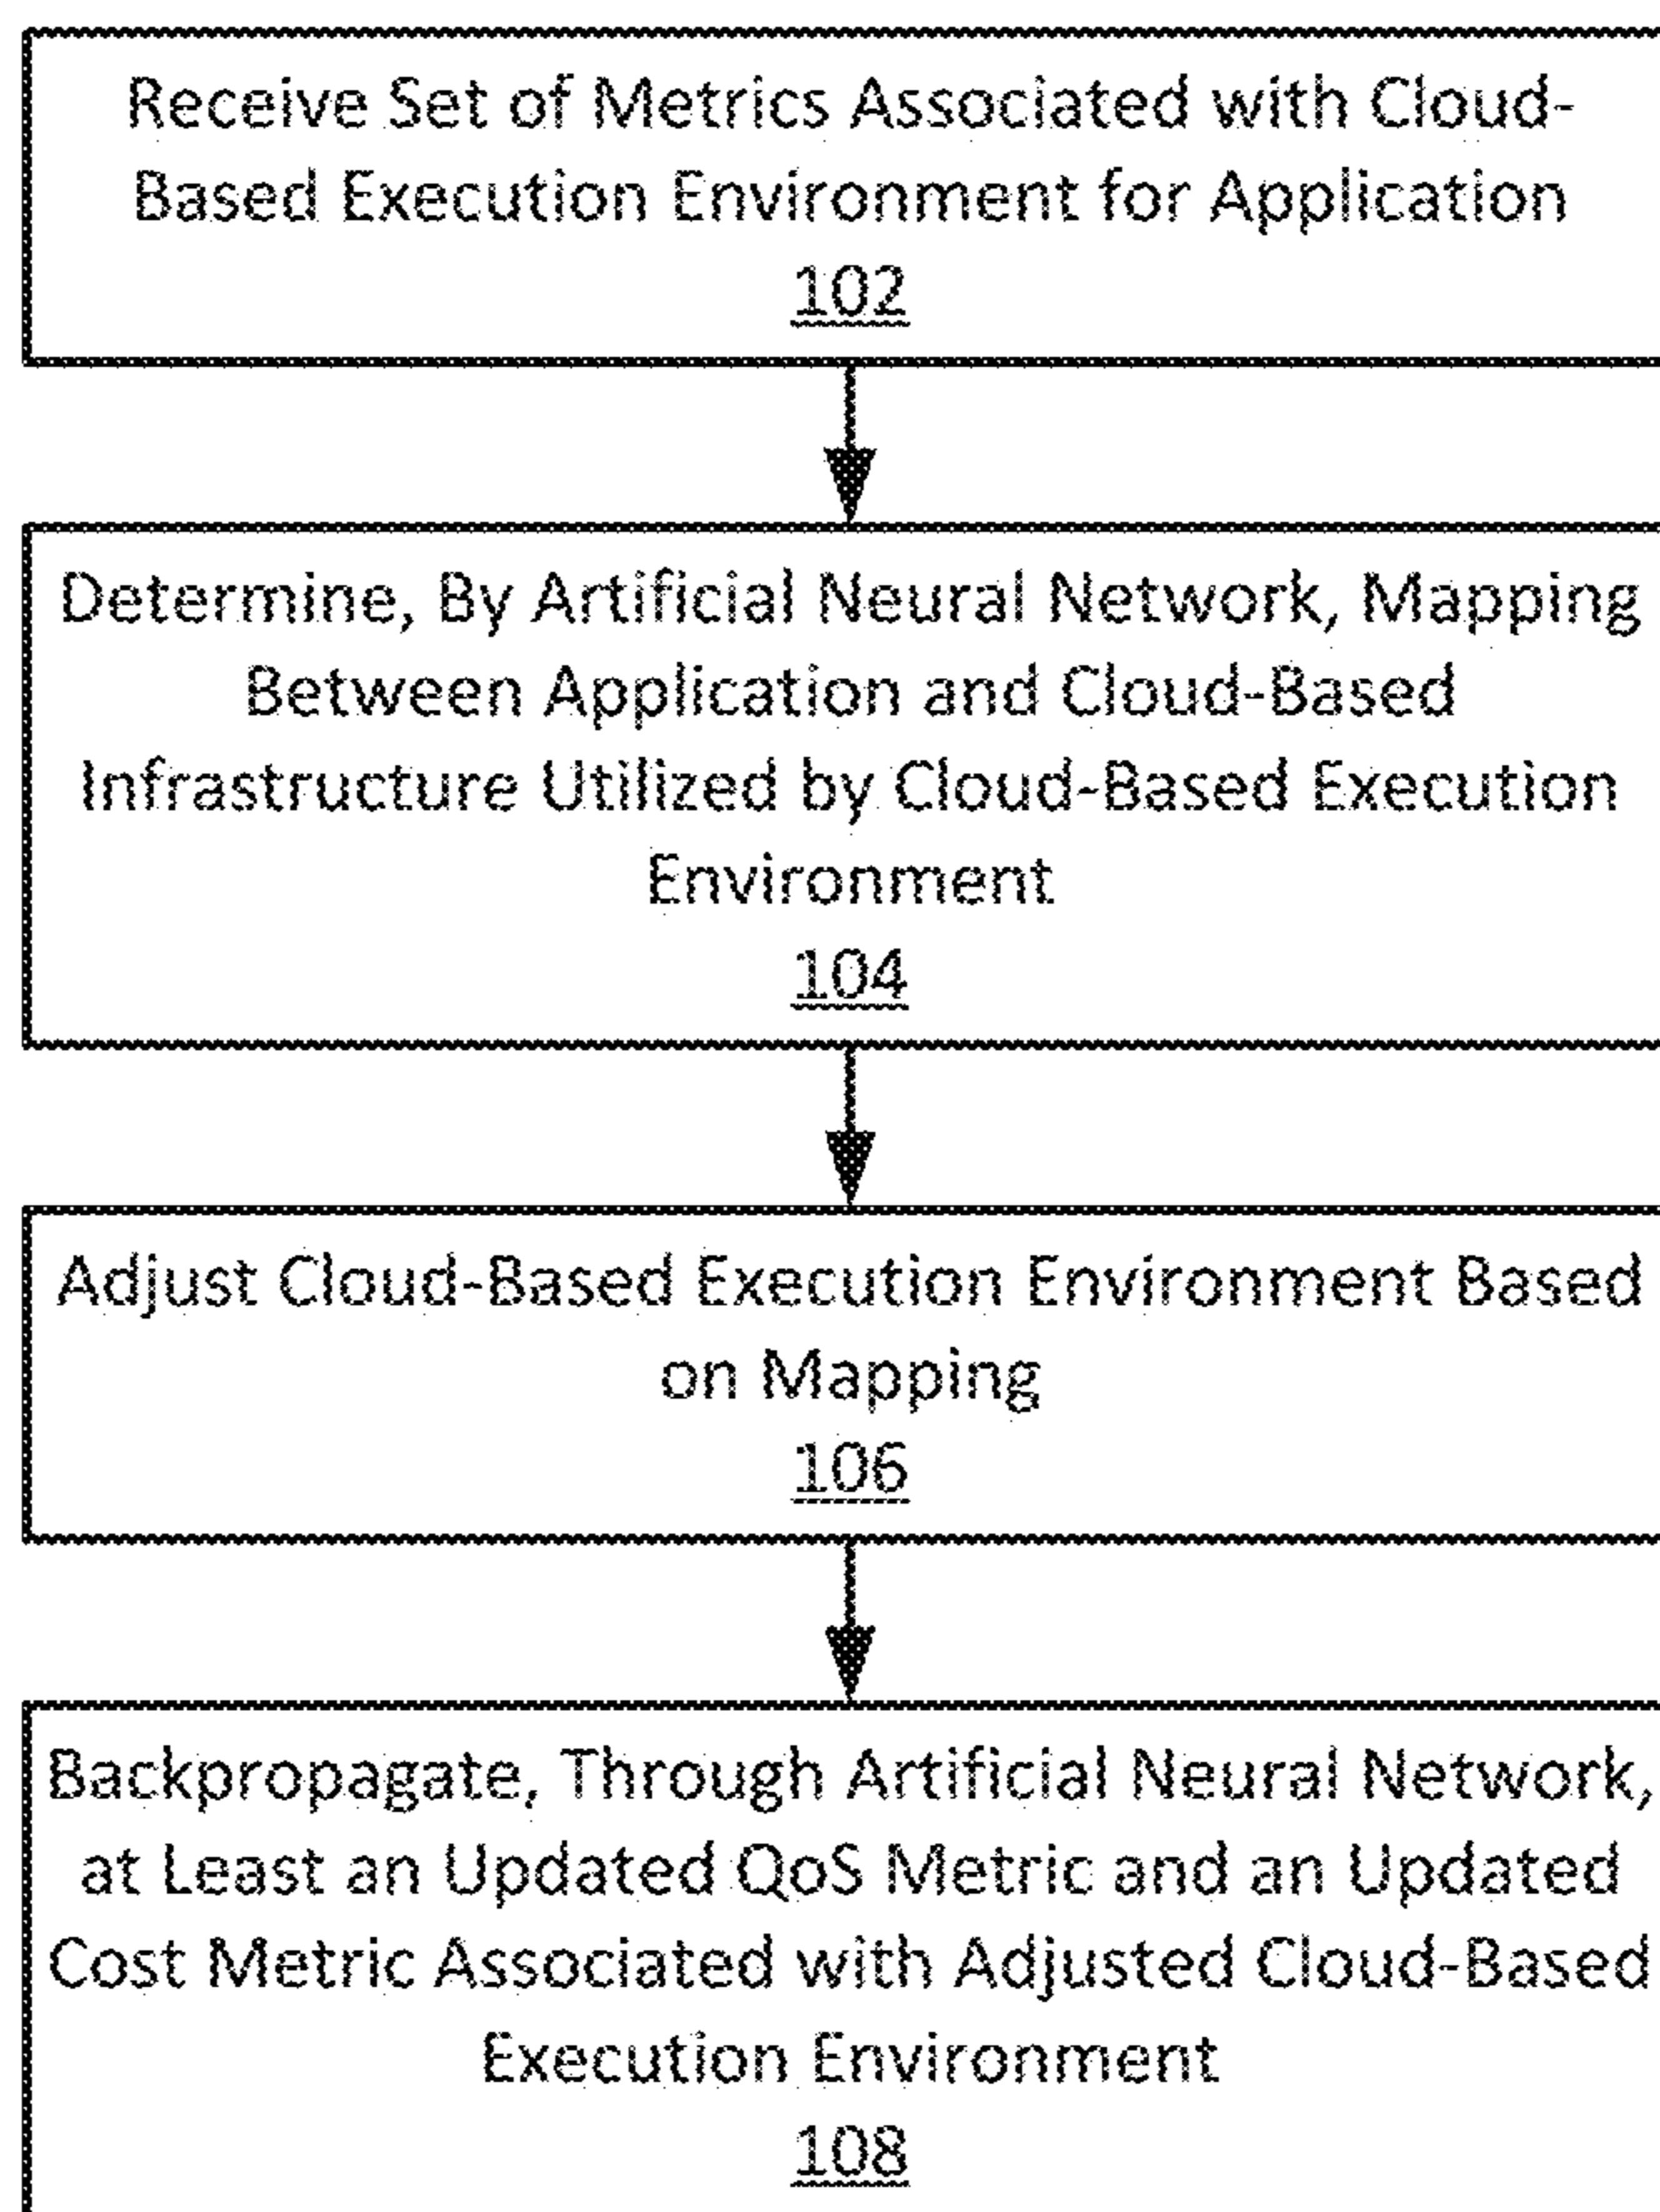 Receive Set of Metrics Associated with Cloud-
Based Execution Environment for Application
102
Determine, By Artificial Neural Network, Mapping
Between Application and Cloud-Based
Infrastructure Utilized by Cloud-Based Execution
Environment
104
Adjust Cloud-Based Execution Environment Based
on Mapping
106
Backpropagate, Through Artificial Neural Network,
at Least an Updated QoS Metric and an Updated
Cost Metric Associated with Adjusted Cloud-Based
Execution Environment
108